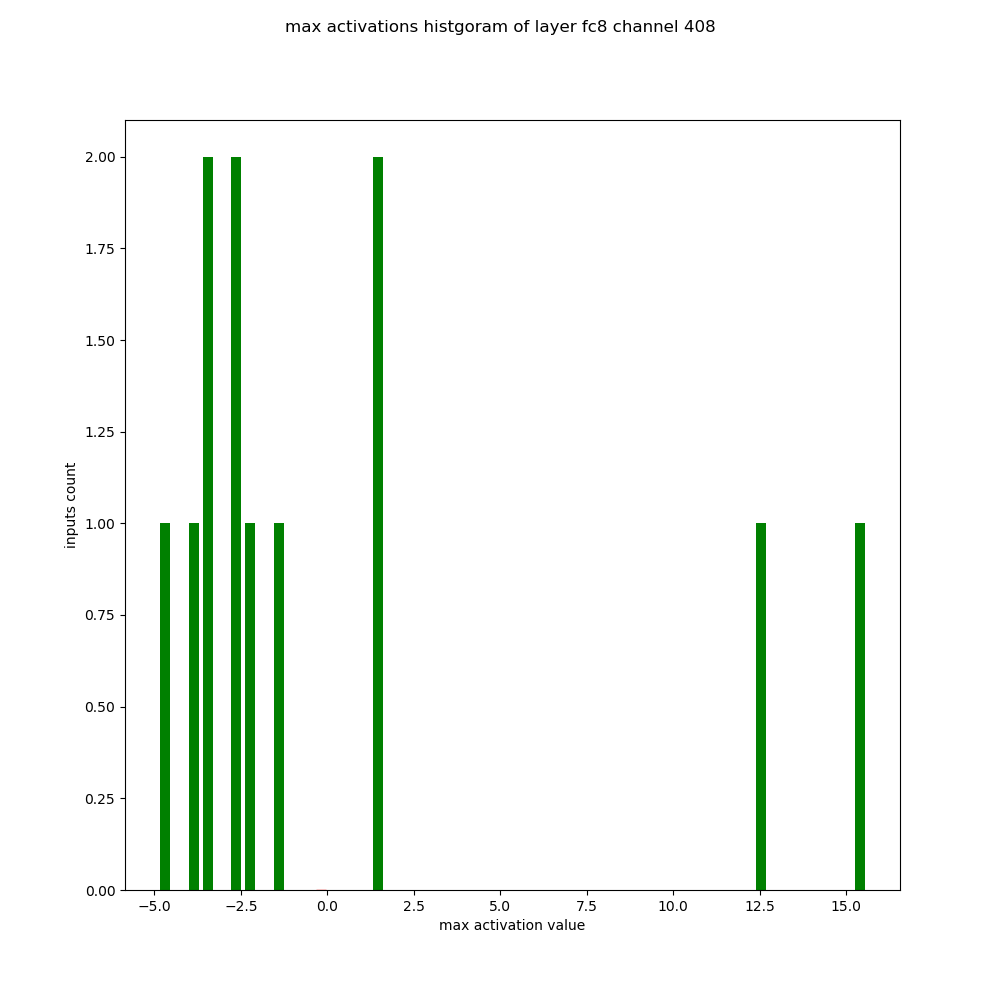 max activations histgoram of layer fc8 channel 408
2.00
1.75
1.50
1.25
1.00
0.75
0.50
0.25
0.00
inputs count
−5.0 −2.5 0.0 2.5 5.0 7.5 10.0 12.5 15.0
max activation value